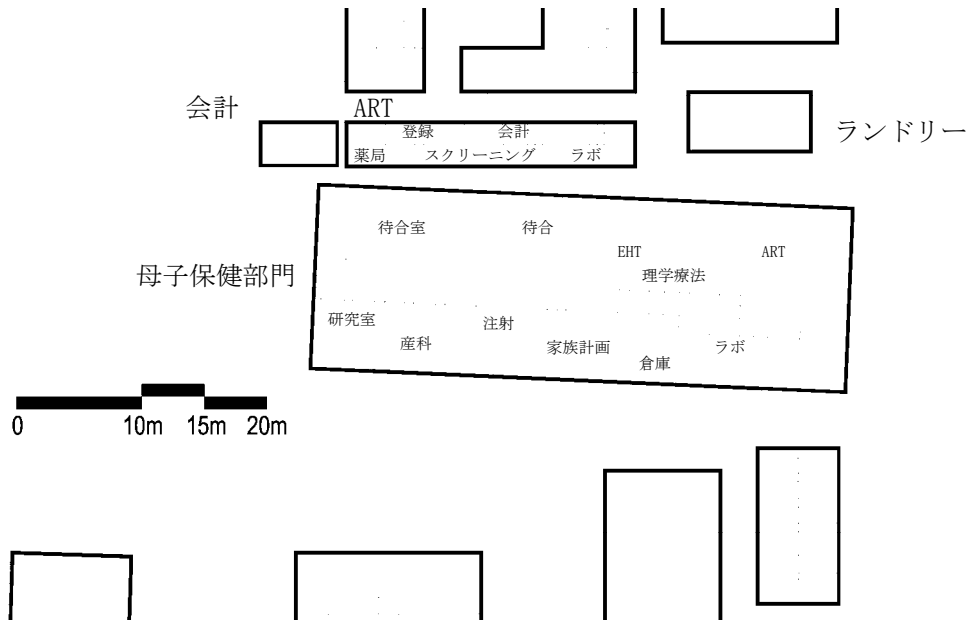 会計
ART
ランドリー
登録
会計
薬局
スクリーニング
ラボ
母子保健部門
待合室
待合
EHT
ART
理学療法
研究室
産科
注射
家族計画
倉庫
ラボ
0
10m
15m
20m